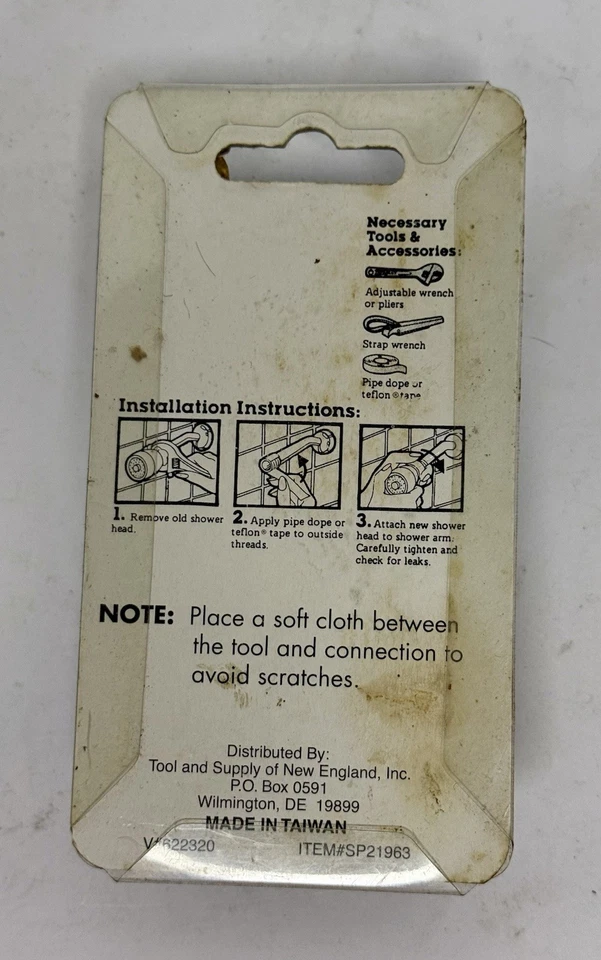 Necessary
Tools &
Accessories:
Adjustable wrench
or pliers
Strap wrench
Pipe dope or
teflon ® tape
Installation Instructions:
1. Remove old shower
head.
2. Apply pipe dope or
teflon® tape to outside
threads.
3. Attach new shower
head to shower arm.
Carefully tighten and
check for leaks.
NOTE: Place a soft cloth between
the tool and connection to
avoid scratches.
Distributed By:
Tool and Supply of New England, Inc.
P.O. Box 0591
Wilmington, DE 19899
MADE IN TAIWAN
V#622320 ITEM#SP21963